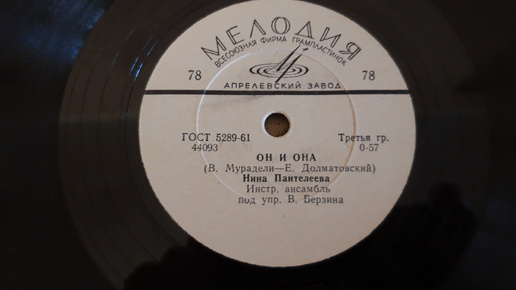 МЕЛОДИЯ
ВСЕСОЮЗНАЯ ФИРМА ГРАМПЛАСТИНОК
78 78
АПРЕЛЕВСКИЙ ЗАВОД
ГОСТ 5289-61 Третья гр.
44093 0-57
ОН И ОНА
(В. Мурадели—Е. Долматовский)
Нина Пантелеева
Инстр. ансамбль
под упр. В. Берзина